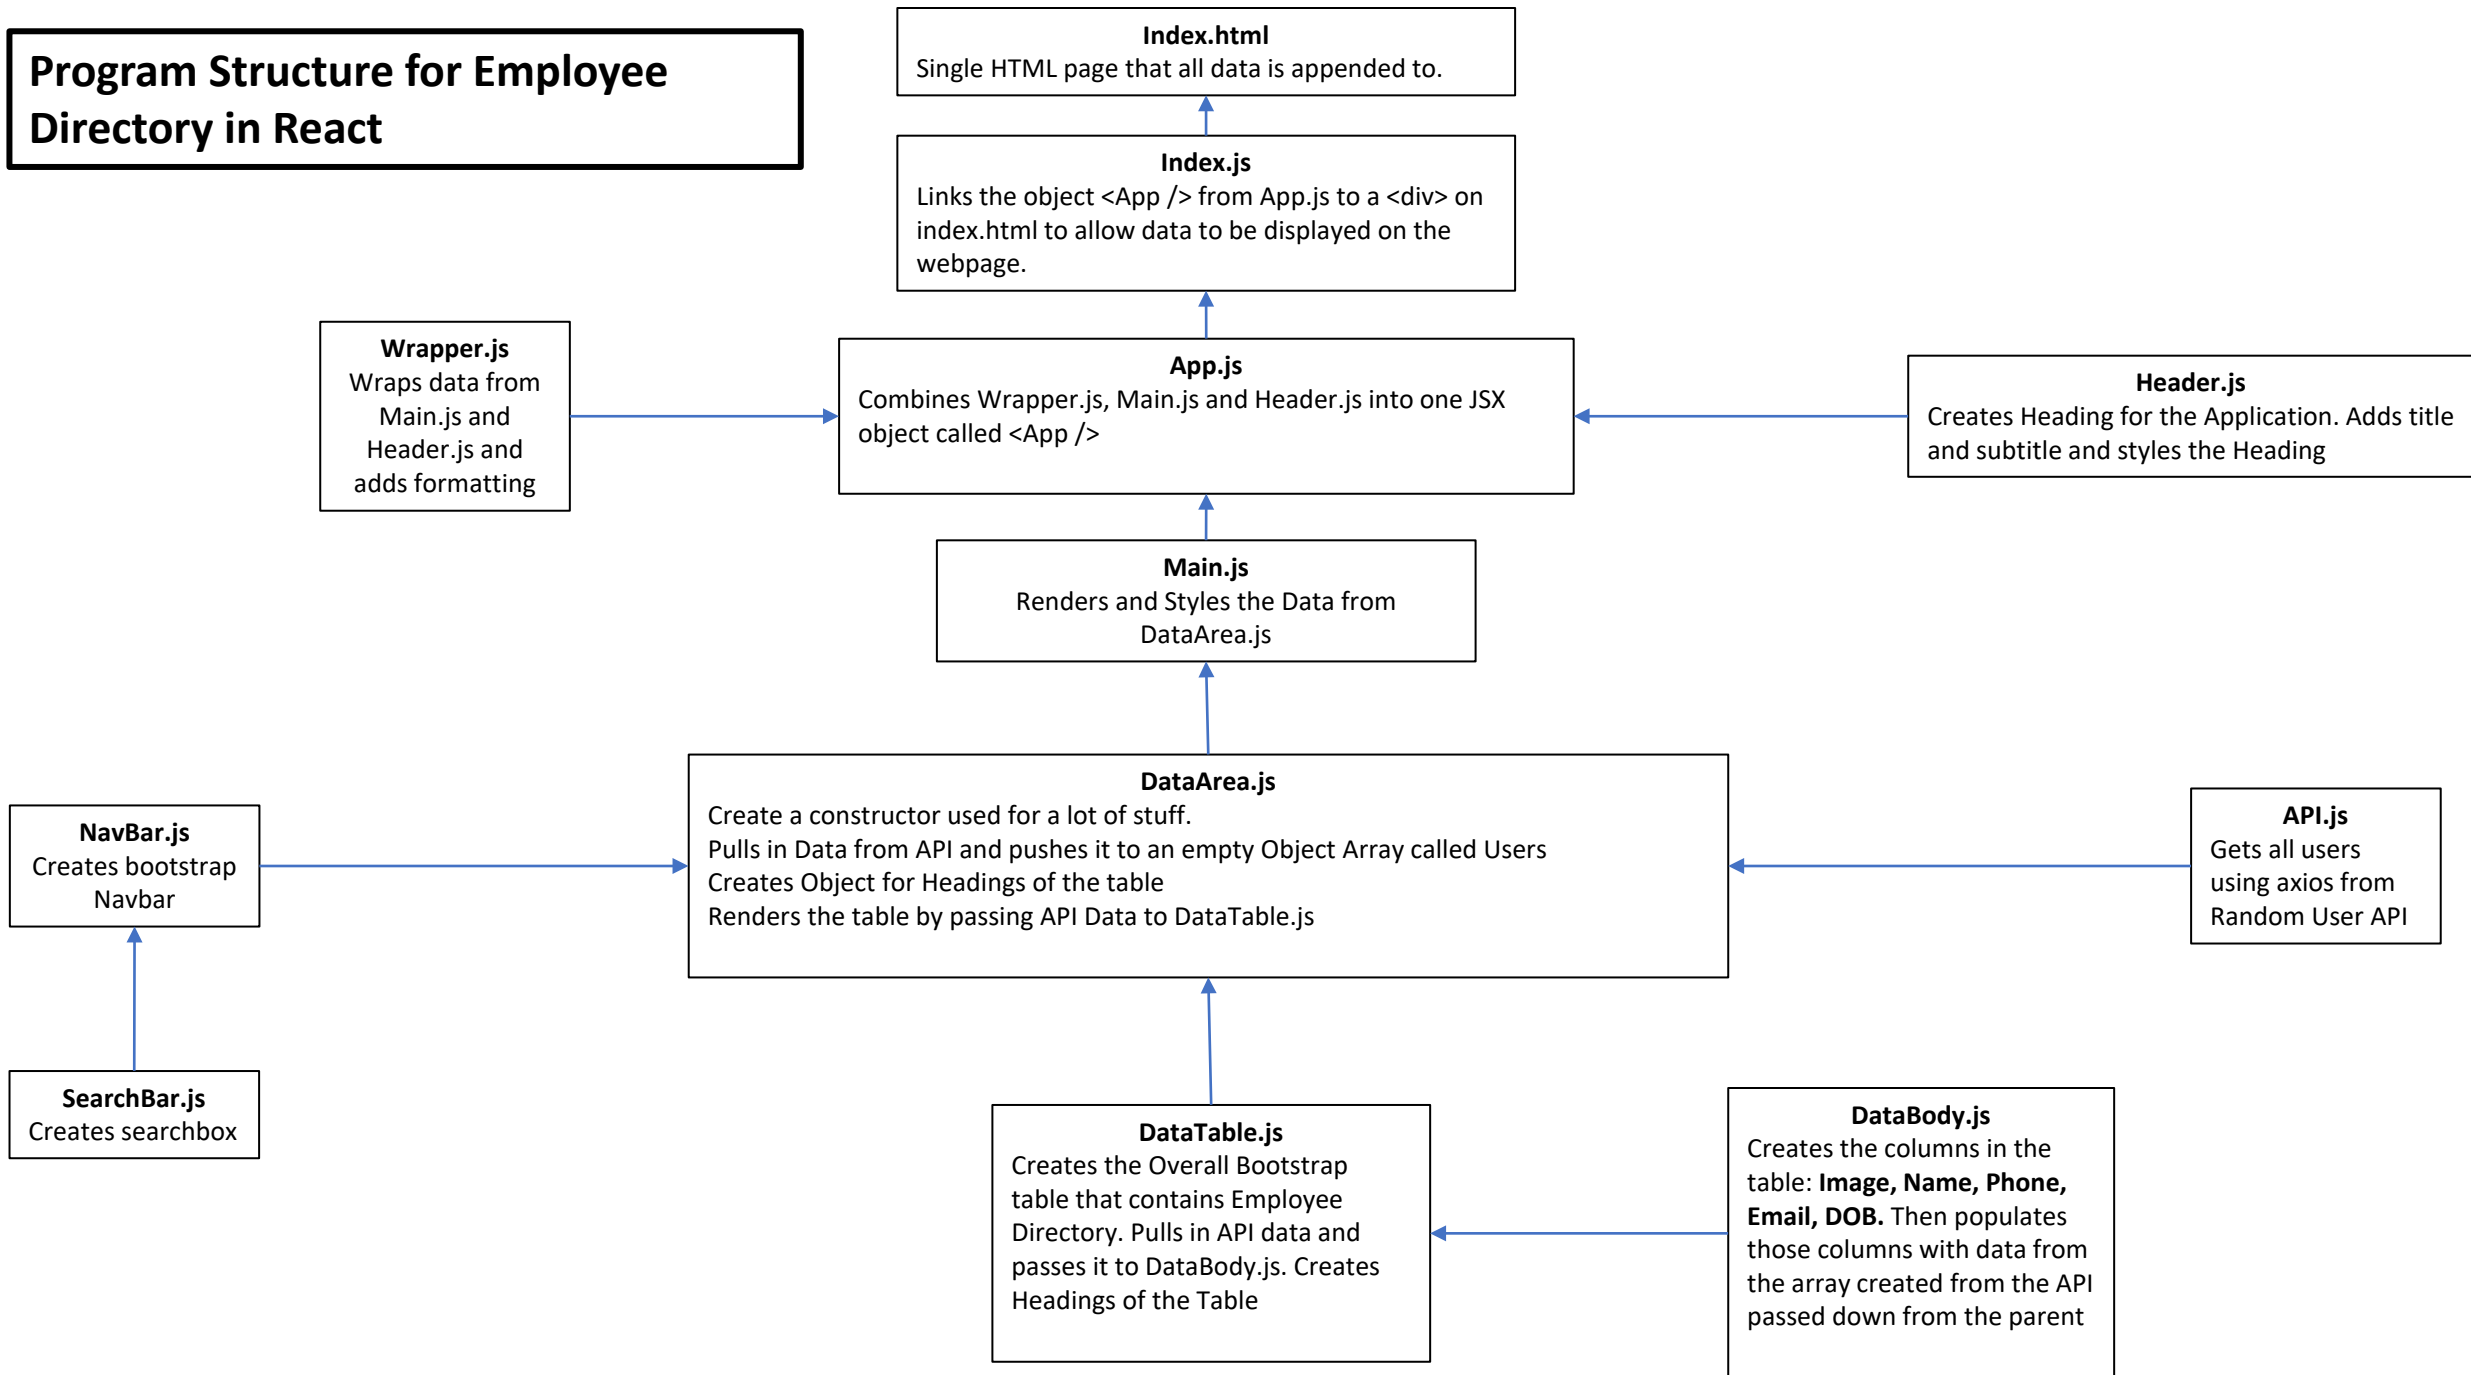 Program Structure for Employee
Directory in React
Index.html
Single HTML page that all data is appended to.
Index.js
Links the object <App /> from App.js to a <div> on
index.html to allow data to be displayed on the
webpage.
Wrapper.js
Wraps data from
Main.js and
Header.js and
adds formatting
App.js
Combines Wrapper.js, Main.js and Header.js into one JSX
object called <App />
Header.js
Creates Heading for the Application. Adds title
and subtitle and styles the Heading
Main.js
Renders and Styles the Data from
DataArea.js
NavBar.js
Creates bootstrap
Navbar
DataArea.js
Create a constructor used for a lot of stuff.
Pulls in Data from API and pushes it to an empty Object Array called Users
Creates Object for Headings of the table
Renders the table by passing API Data to DataTable.js
API.js
Gets all users
using axios from
Random User API
SearchBar.js
Creates searchbox
DataTable.js
Creates the Overall Bootstrap
table that contains Employee
Directory. Pulls in API data and
passes it to DataBody.js. Creates
Headings of the Table
DataBody.js
Creates the columns in the
table: Image, Name, Phone,
Email, DOB. Then populates
those columns with data from
the array created from the API
passed down from the parent